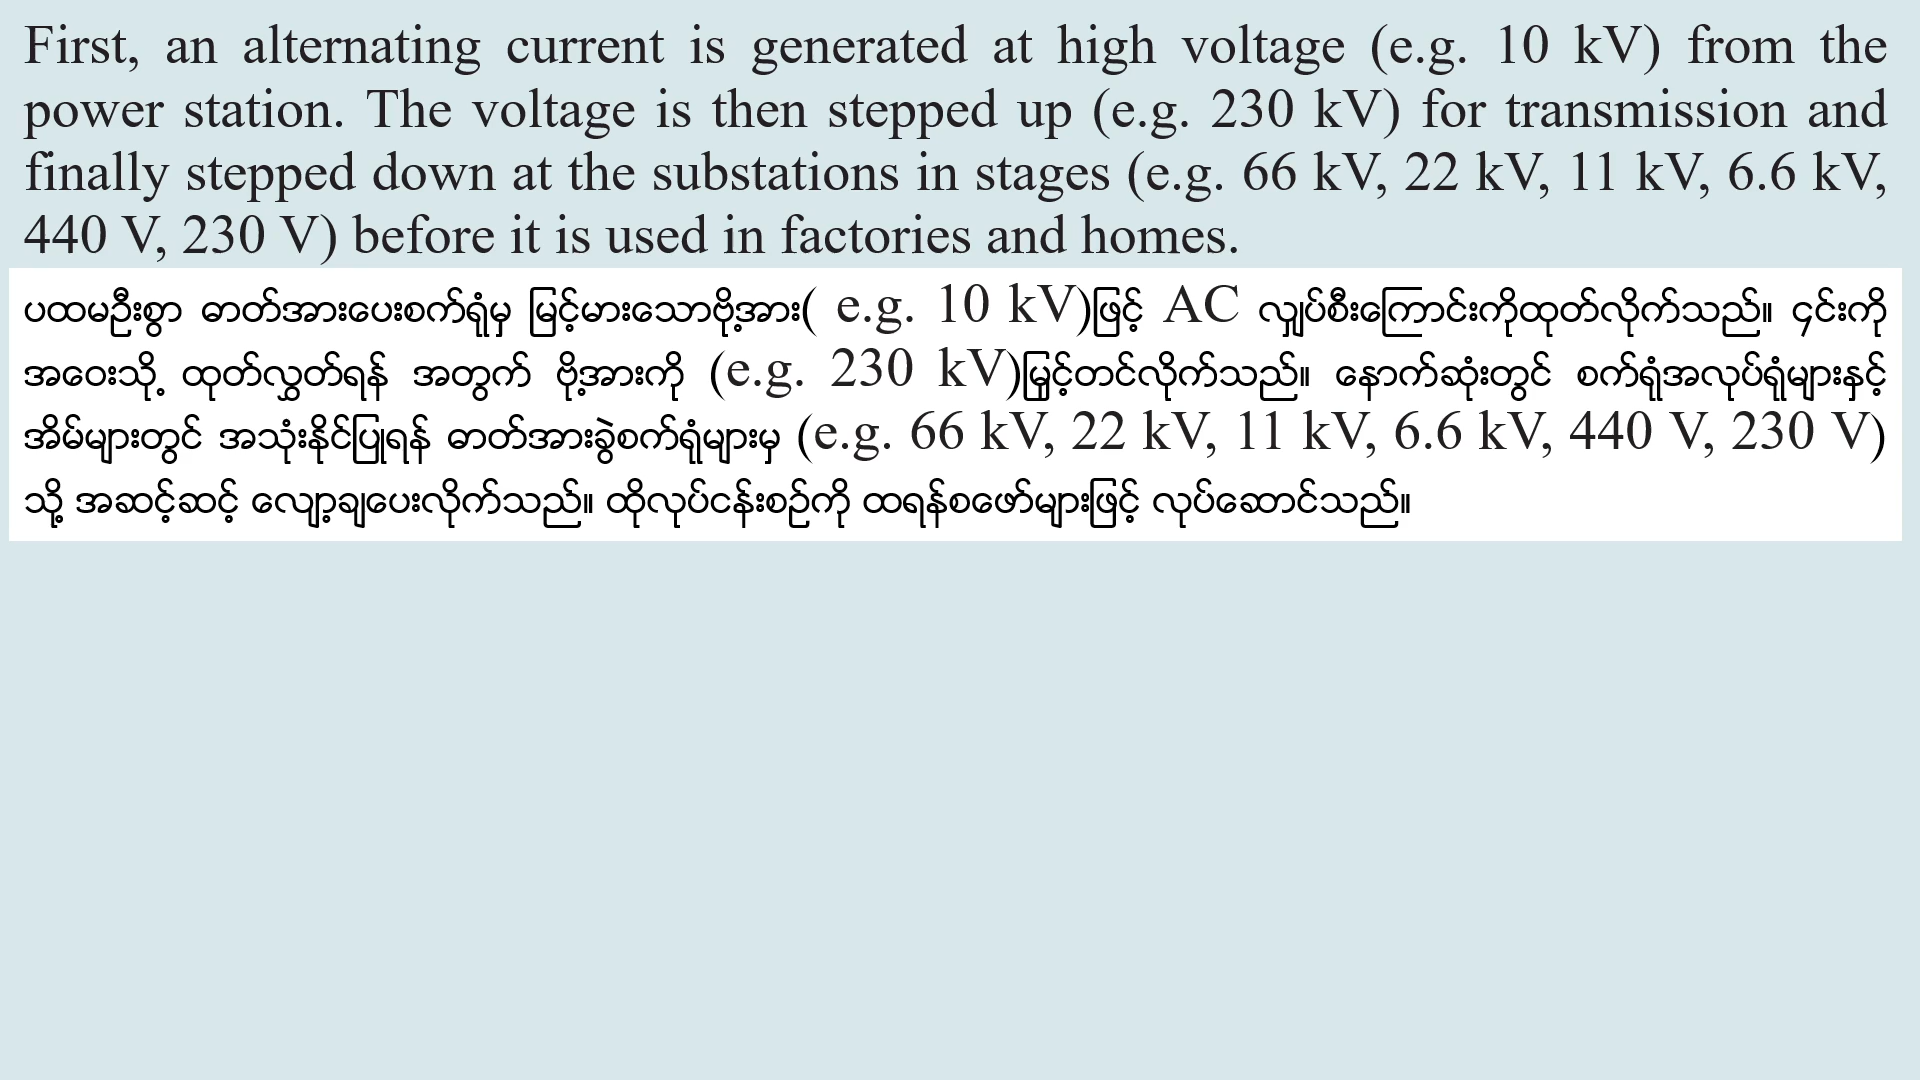 First, an alternating current is generated at high voltage (e.g. 10 kV) from the
power station. The voltage is then stepped up (e.g. 230 kV) for transmission and
finally stepped down at the substations in stages (e.g. 66 kV, 22 kV, 11 kV, 6.6 kV,
440 V, 230 V) before it is used in factories and homes.
ပထမဦးစွာ ဓာတ်အားပေးစက်ရုံမှ မြင့်မားသောဗို့အား( e.g. 10 kV)ဖြင့် AC လျှပ်စီးကြောင်းကိုထုတ်လိုက်သည်။ ၄င်းကို
အဝေးသို့ ထုတ်လွှတ်ရန် အတွက် ဗို့အားကို (e.g. 230 kV)မြှင့်တင်လိုက်သည်။ နောက်ဆုံးတွင် စက်ရုံအလုပ်ရုံများနှင့်
အိမ်များတွင် အသုံးနိုင်ပြုရန် ဓာတ်အားခွဲစက်ရုံများမှ (e.g. 66 kV, 22 kV, 11 kV, 6.6 kV, 440 V, 230 V)
သို့ အဆင့်ဆင့် လျော့ချပေးလိုက်သည်။ ထိုလုပ်ငန်းစဉ်ကို ထရန်စဖော်များဖြင့် လုပ်ဆောင်သည်။